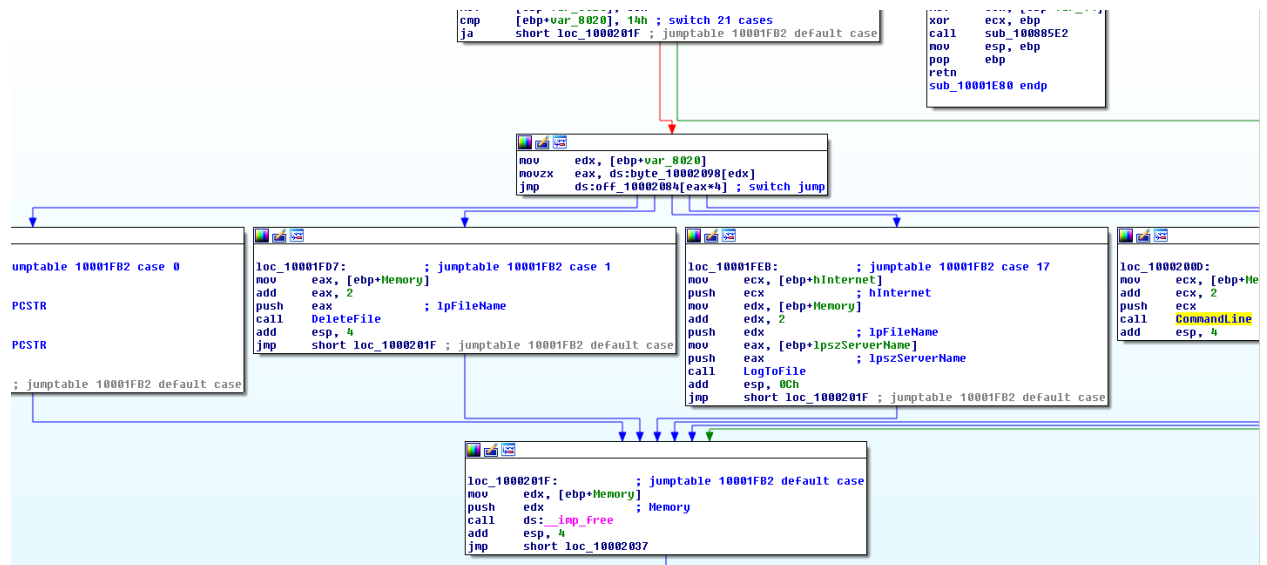 cmp [ebp+var_8020], 14h ; switch 21 cases
ja short loc_1000201F ; jumptable 10001FB2 default case
xor ecx, ebp
call sub_100885E2
mov esp, ebp
pop ebp
retn
sub_10001E80 endp
mov edx, [ebp+var_8020]
movzx eax, ds:byte_10002098[edx]
jmp ds:off_10002084[eax*4] ; switch jump
umptable 10001FB2 case 0
PCSTR
PCSTR
; jumptable 10001FB2 default case
loc_10001FD7: ; jumptable 10001FB2 case 1
mov eax, [ebp+Memory]
add eax, 2
push eax ; lpFileName
call DeleteFile
add esp, 4
jmp short loc_1000201F ; jumptable 10001FB2 default case
loc_10001FEB: ; jumptable 10001FB2 case 17
mov ecx, [ebp+hInternet]
push ecx ; hInternet
mov edx, [ebp+Memory]
add edx, 2
push edx ; lpFileName
mov eax, [ebp+lpszServerName]
push eax ; lpszServerName
call LogToFile
add esp, 0Ch
jmp short loc_1000201F ; jumptable 10001FB2 default case
loc_1000200D:
mov ecx, [ebp+Me
add ecx, 2
push ecx
call CommandLine
add esp, 4
loc_1000201F: ; jumptable 10001FB2 default case
mov edx, [ebp+Memory]
push edx ; Memory
call ds:__imp_free
add esp, 4
jmp short loc_10002037